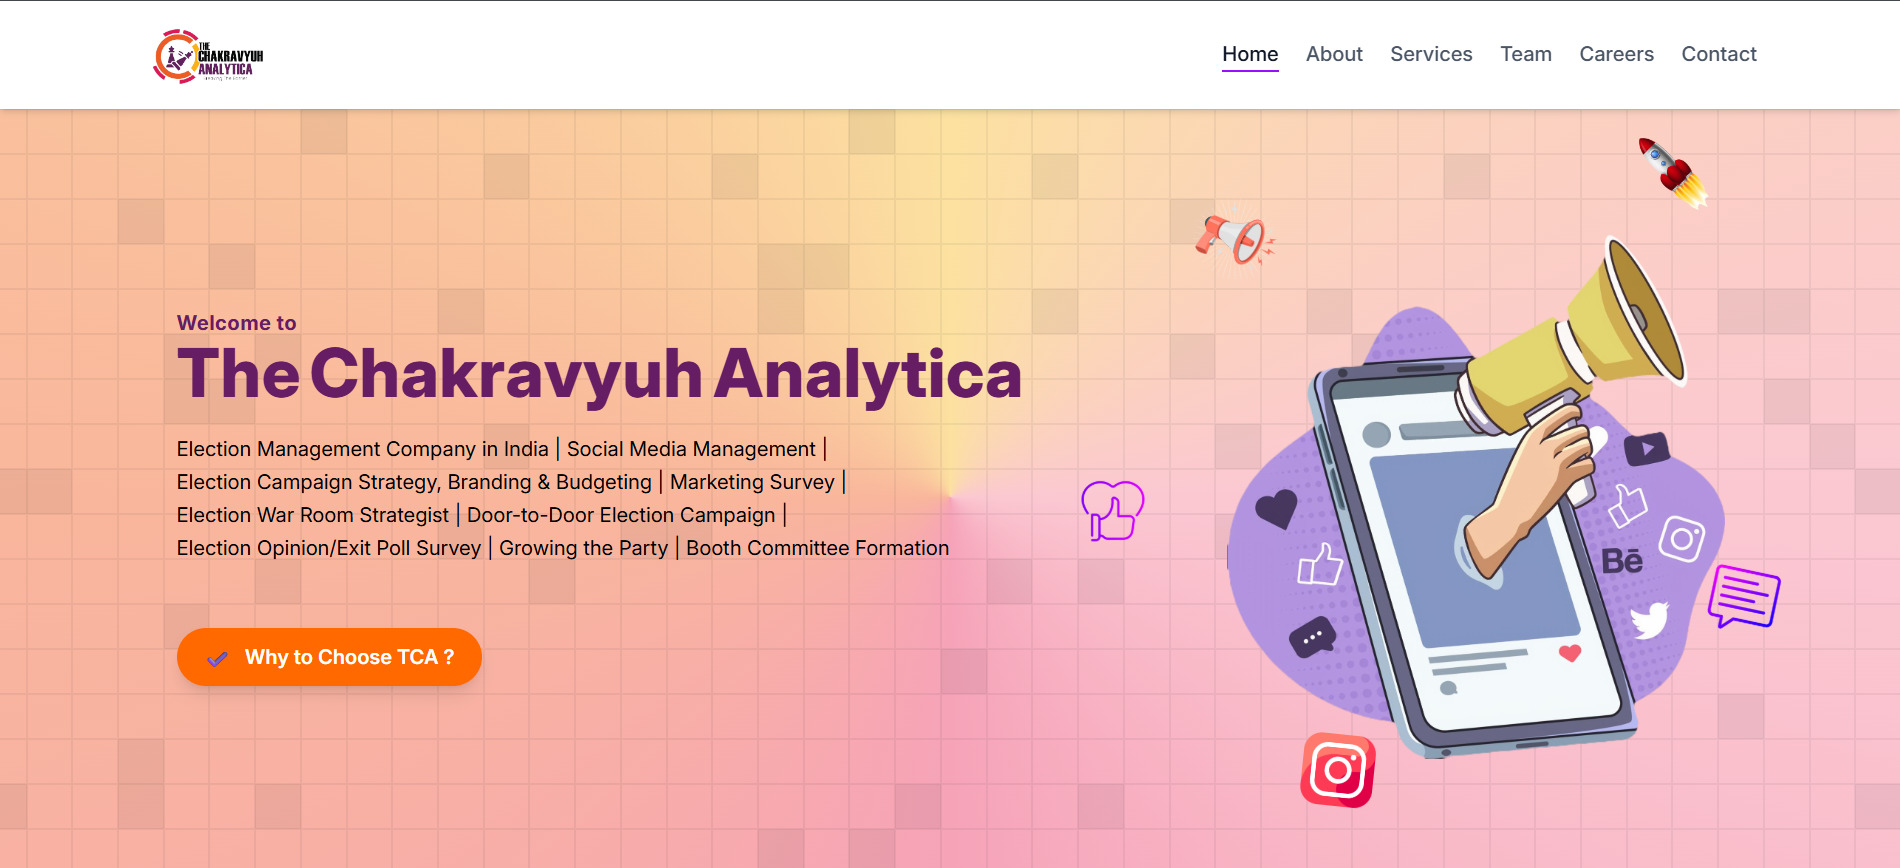 THE
CHAKRAVYUH
ANALYTICA
Home About Services Team Careers Contact
Welcome to
The Chakravyuh Analytica
Election Management Company in India | Social Media Management |
Election Campaign Strategy, Branding & Budgeting | Marketing Survey |
Election War Room Strategist | Door-to-Door Election Campaign |
Election Opinion/Exit Poll Survey | Growing the Party | Booth Committee Formation
Why to Choose TCA ?
Bē